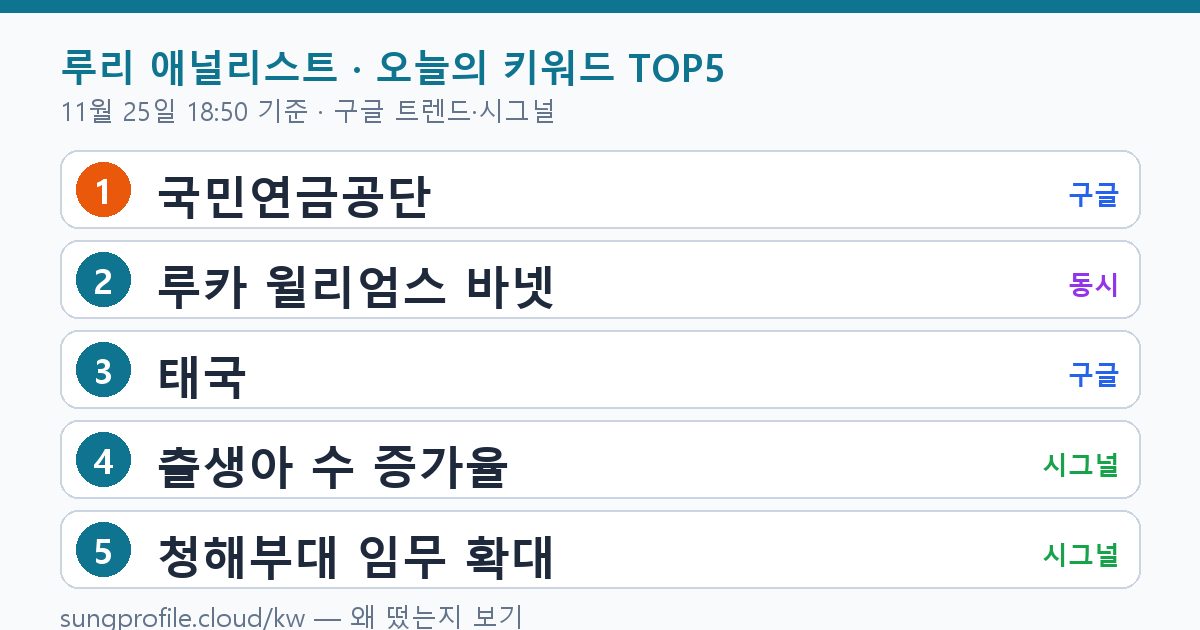 루리 애널리스트 · 오늘의 키워드 TOP5
11월 25일 18:50 기준 · 구글 트렌드·시그널
1 국민연금공단 구글
2 루카 윌리엄스 바넷 동시
3 태국 구글
4 출생아 수 증가율 시그널
5 청해부대 임무 확대 시그널
sungprofile.cloud/kw — 왜 떴는지 보기